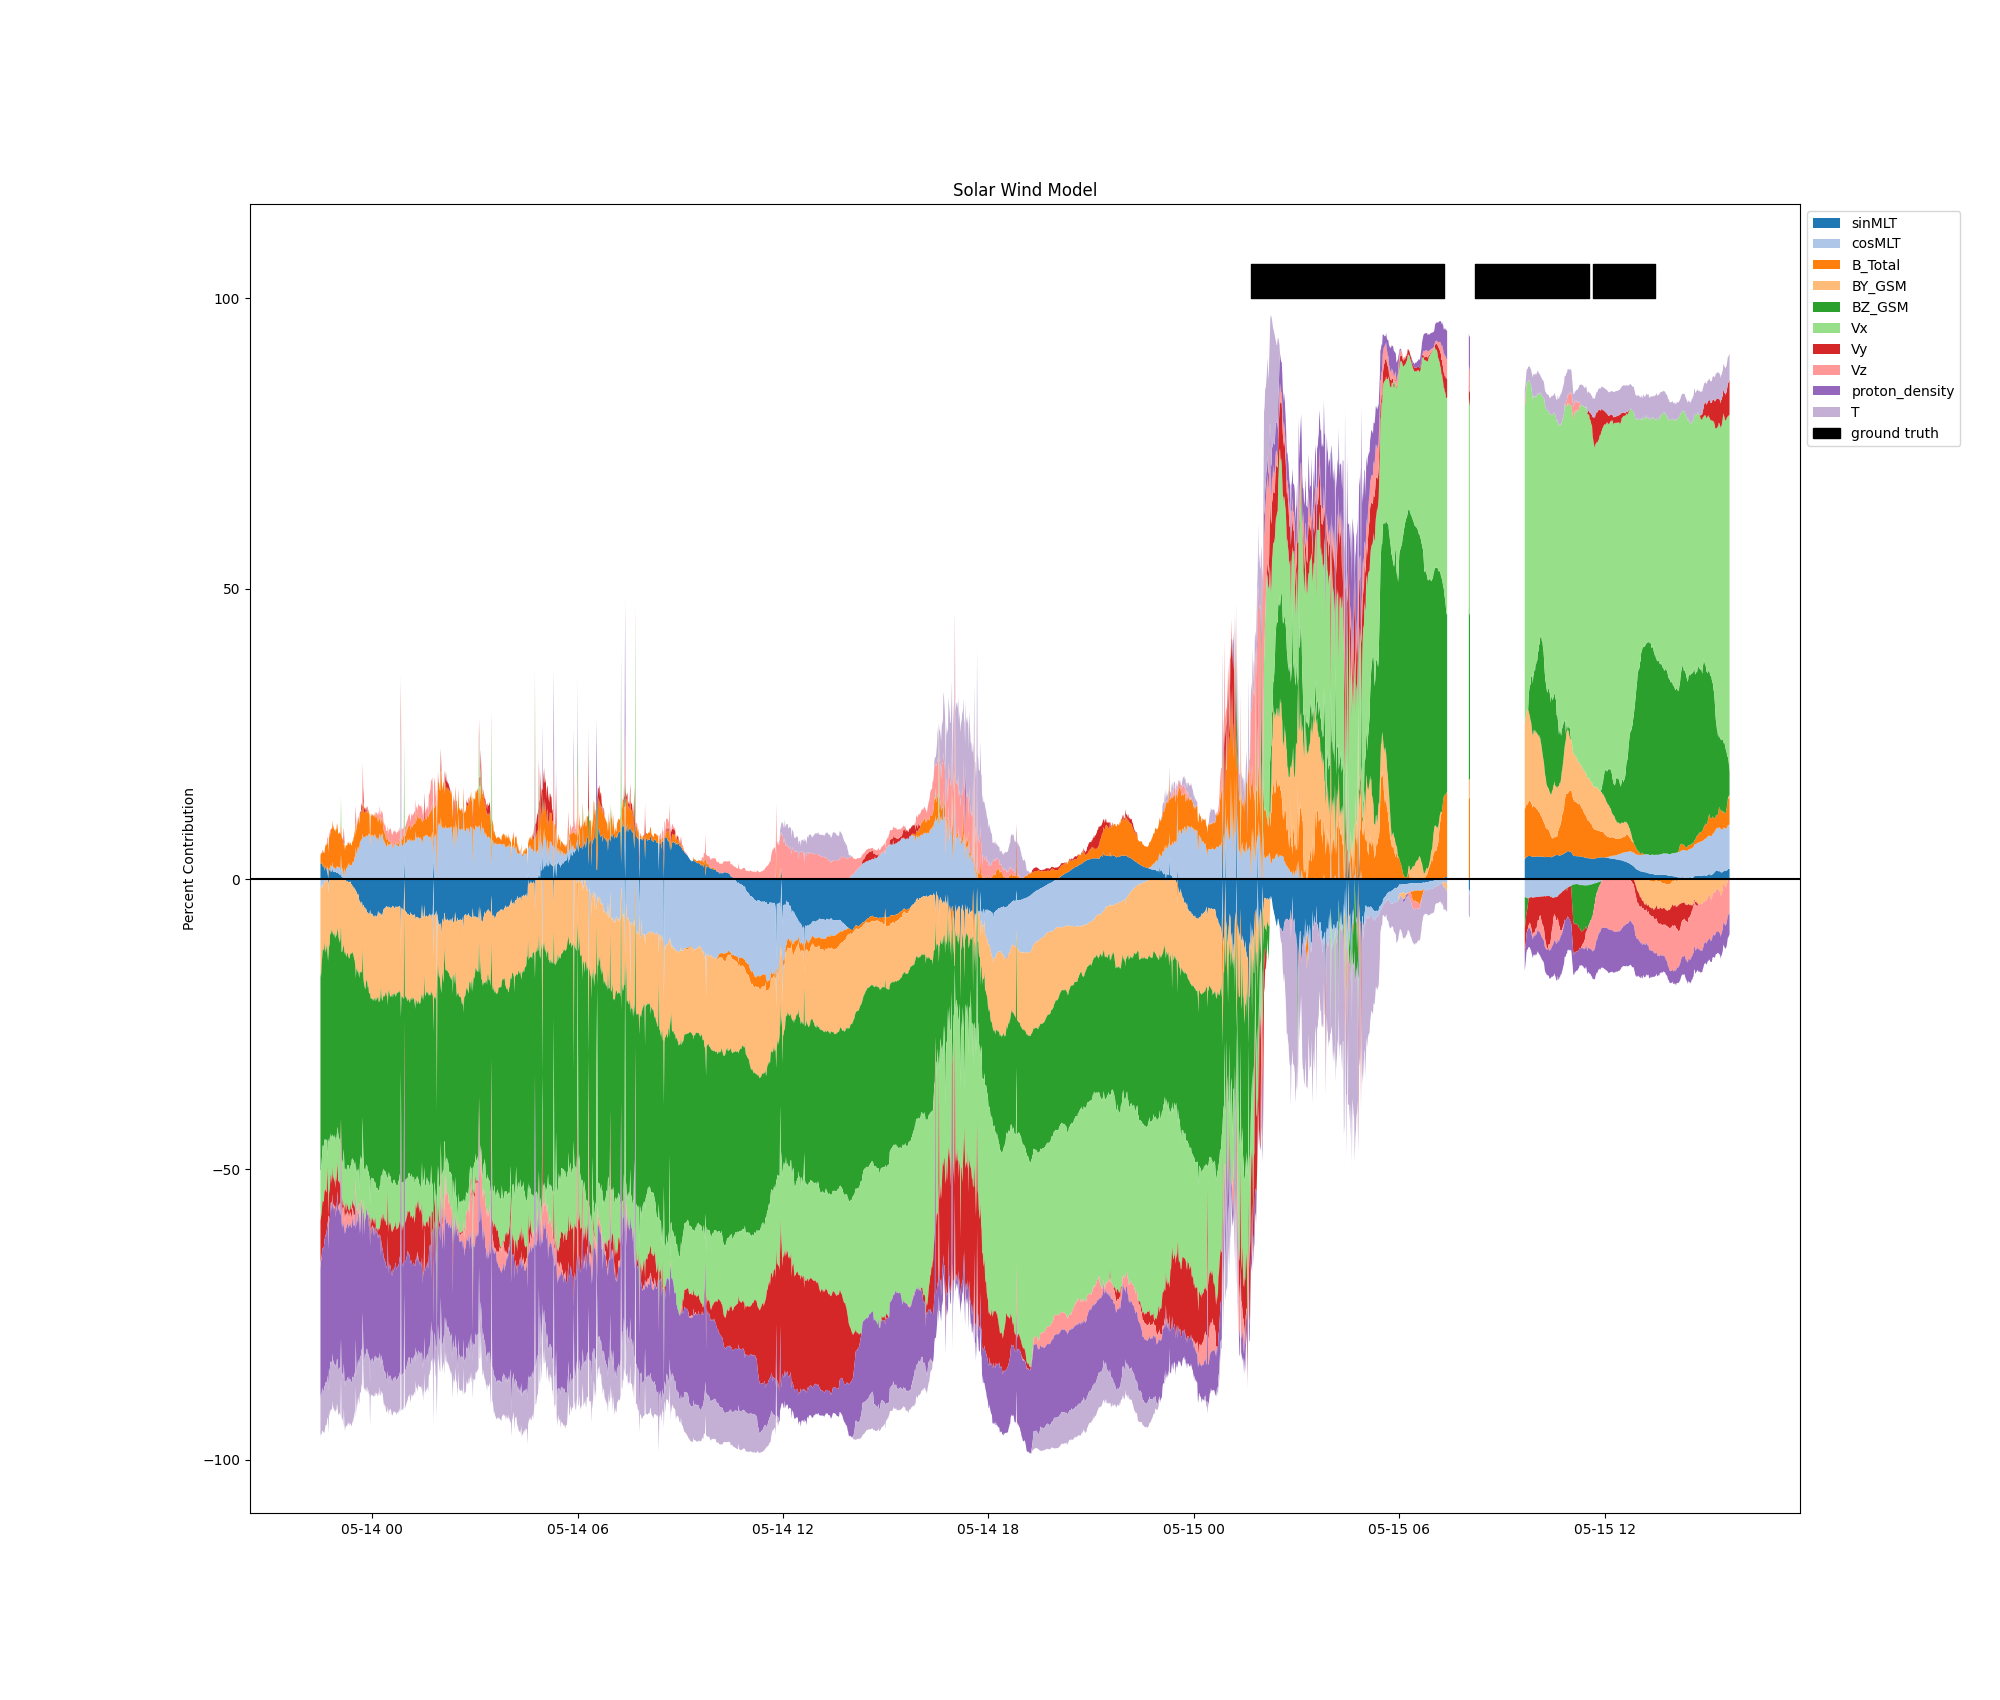 Solar Wind Model
sinMLT
cosMLT
B_Total
BY_GSM
BZ_GSM
Vx
Vy
Vz
proton_density
T
ground truth
Percent Contribution
100
50
0
−50
−100
05-14 00
05-14 06
05-14 12
05-14 18
05-15 00
05-15 06
05-15 12